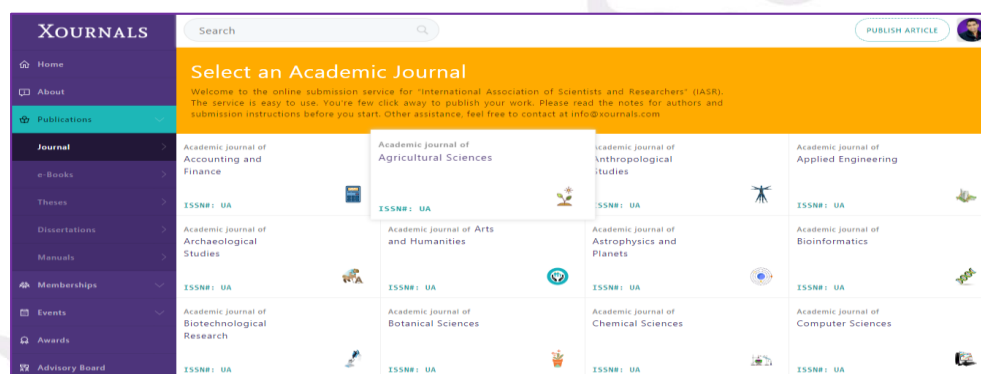 XOURNALS
Search
PUBLISH ARTICLE
Home
About
Publications
Journal
e-Books
Theses
Dissertations
Manuals
Memberships
Events
Awards
Advisory Board
Select an Academic Journal
Welcome to the online submission service for "International Association of Scientists and Researchers" (IASR).
The service is easy to use. You're few click away to publish your work. Please read the notes for authors and
submission instructions before you start. Other assistance, feel free to contact at info@xournals.com
Academic journal of
Accounting and
Finance
ISSN#: UA
Academic journal of
Agricultural Sciences
ISSN#: UA
Academic journal of
Anthropological
Studies
ISSN#: UA
Academic journal of
Applied Engineering
ISSN#: UA
Academic journal of
Archaeological
Studies
ISSN#: UA
Academic journal of Arts
and Humanities
ISSN#: UA
Academic journal of
Astrophysics and
Planets
ISSN#: UA
Academic journal of
Bioinformatics
ISSN#: UA
Academic journal of
Biotechnological
Research
ISSN#: UA
Academic journal of
Botanical Sciences
ISSN#: UA
Academic journal of
Chemical Sciences
ISSN#: UA
Academic journal of
Computer Sciences
ISSN#: UA